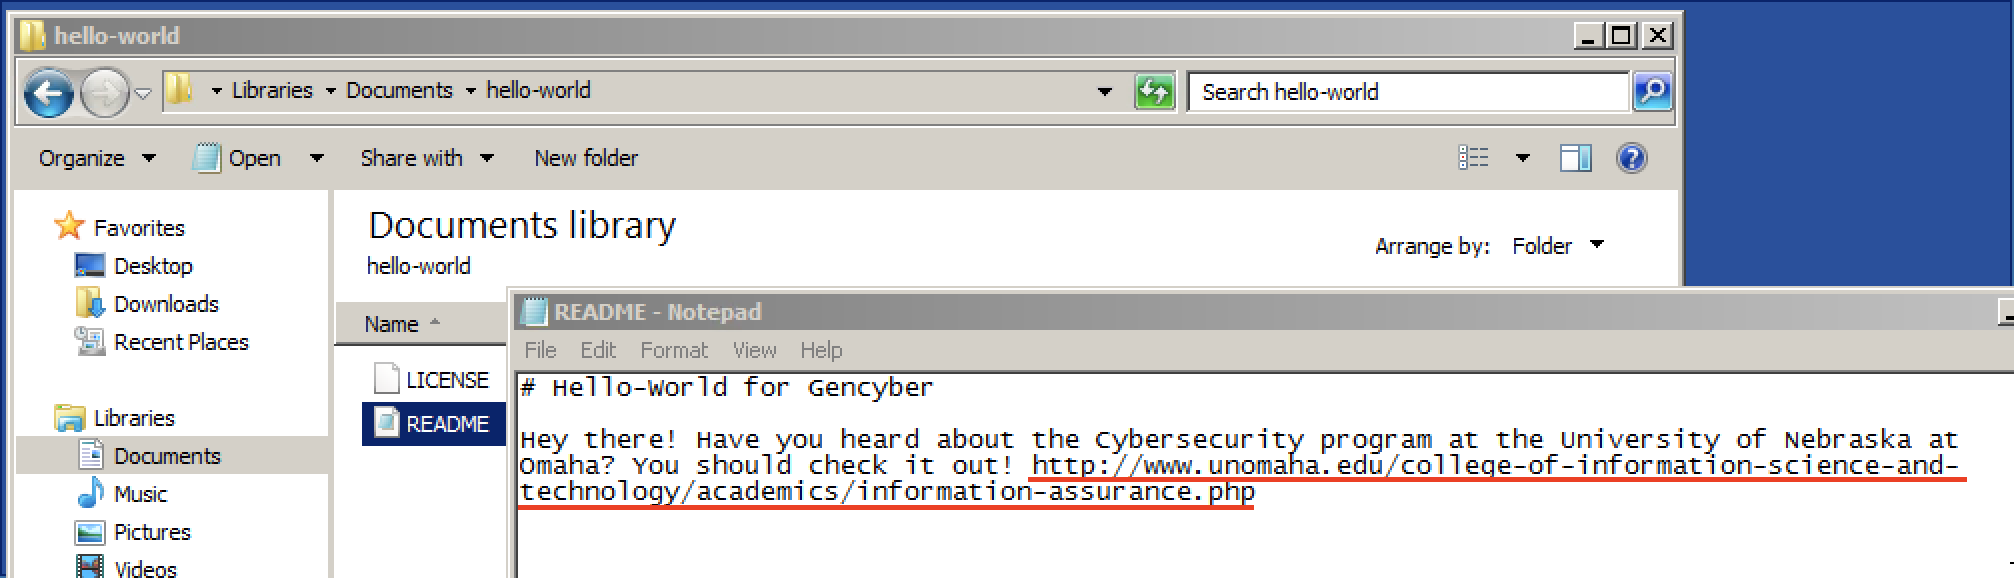 hello-world
Libraries Documents hello-world
Search hello-world
Organize Open Share with New folder
Favorites
Desktop
Downloads
Recent Places
Libraries
Documents
Music
Pictures
Videos
Documents library
hello-world
Arrange by: Folder
Name
LICENSE
README
README - Notepad
File Edit Format View Help
# Hello-World for Gencyber
Hey there! Have you heard about the Cybersecurity program at the University of Nebraska at
Omaha? You should check it out! http://www.unomaha.edu/college-of-information-science-and-
technology/academics/information-assurance.php